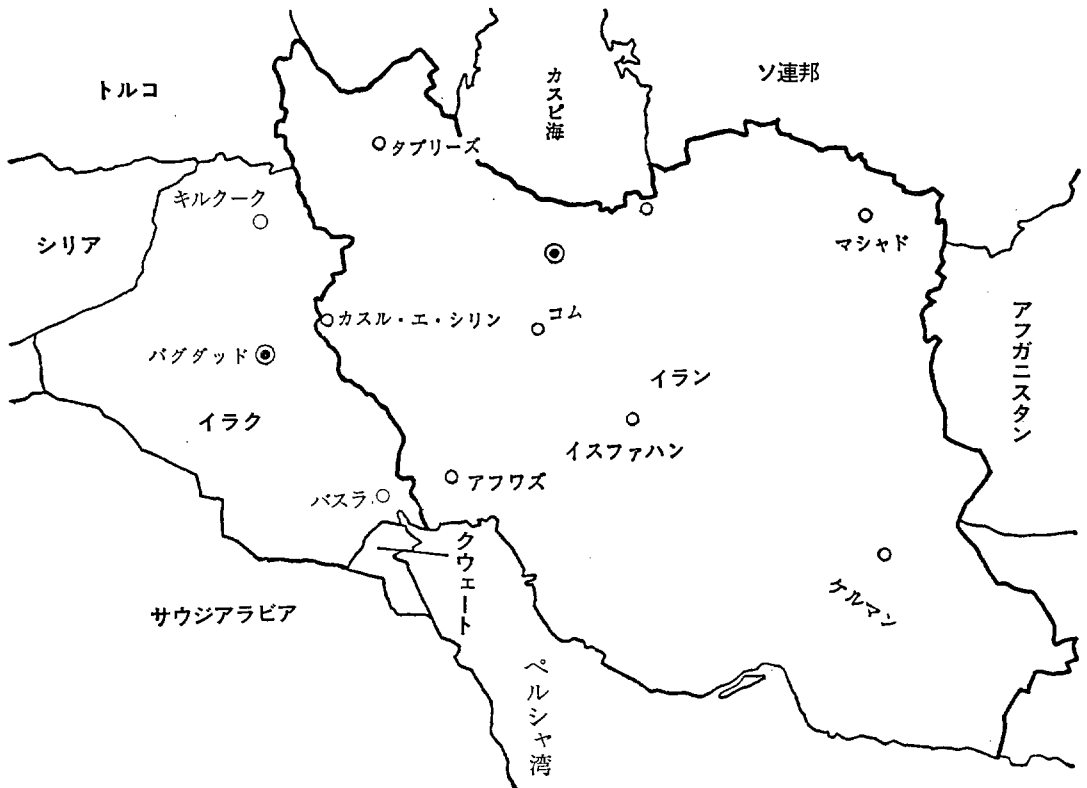 トルコ
カスピ海
ソ連邦
タブリーズ
キルクーク
シリア
マシャド
カスル・エ・シリン
コム
バグダッド
アフガニスタン
イラン
イラク
イスファハン
アフワズ
バスラ
クウェート
ケルマン
サウジアラビア
ペルシャ湾